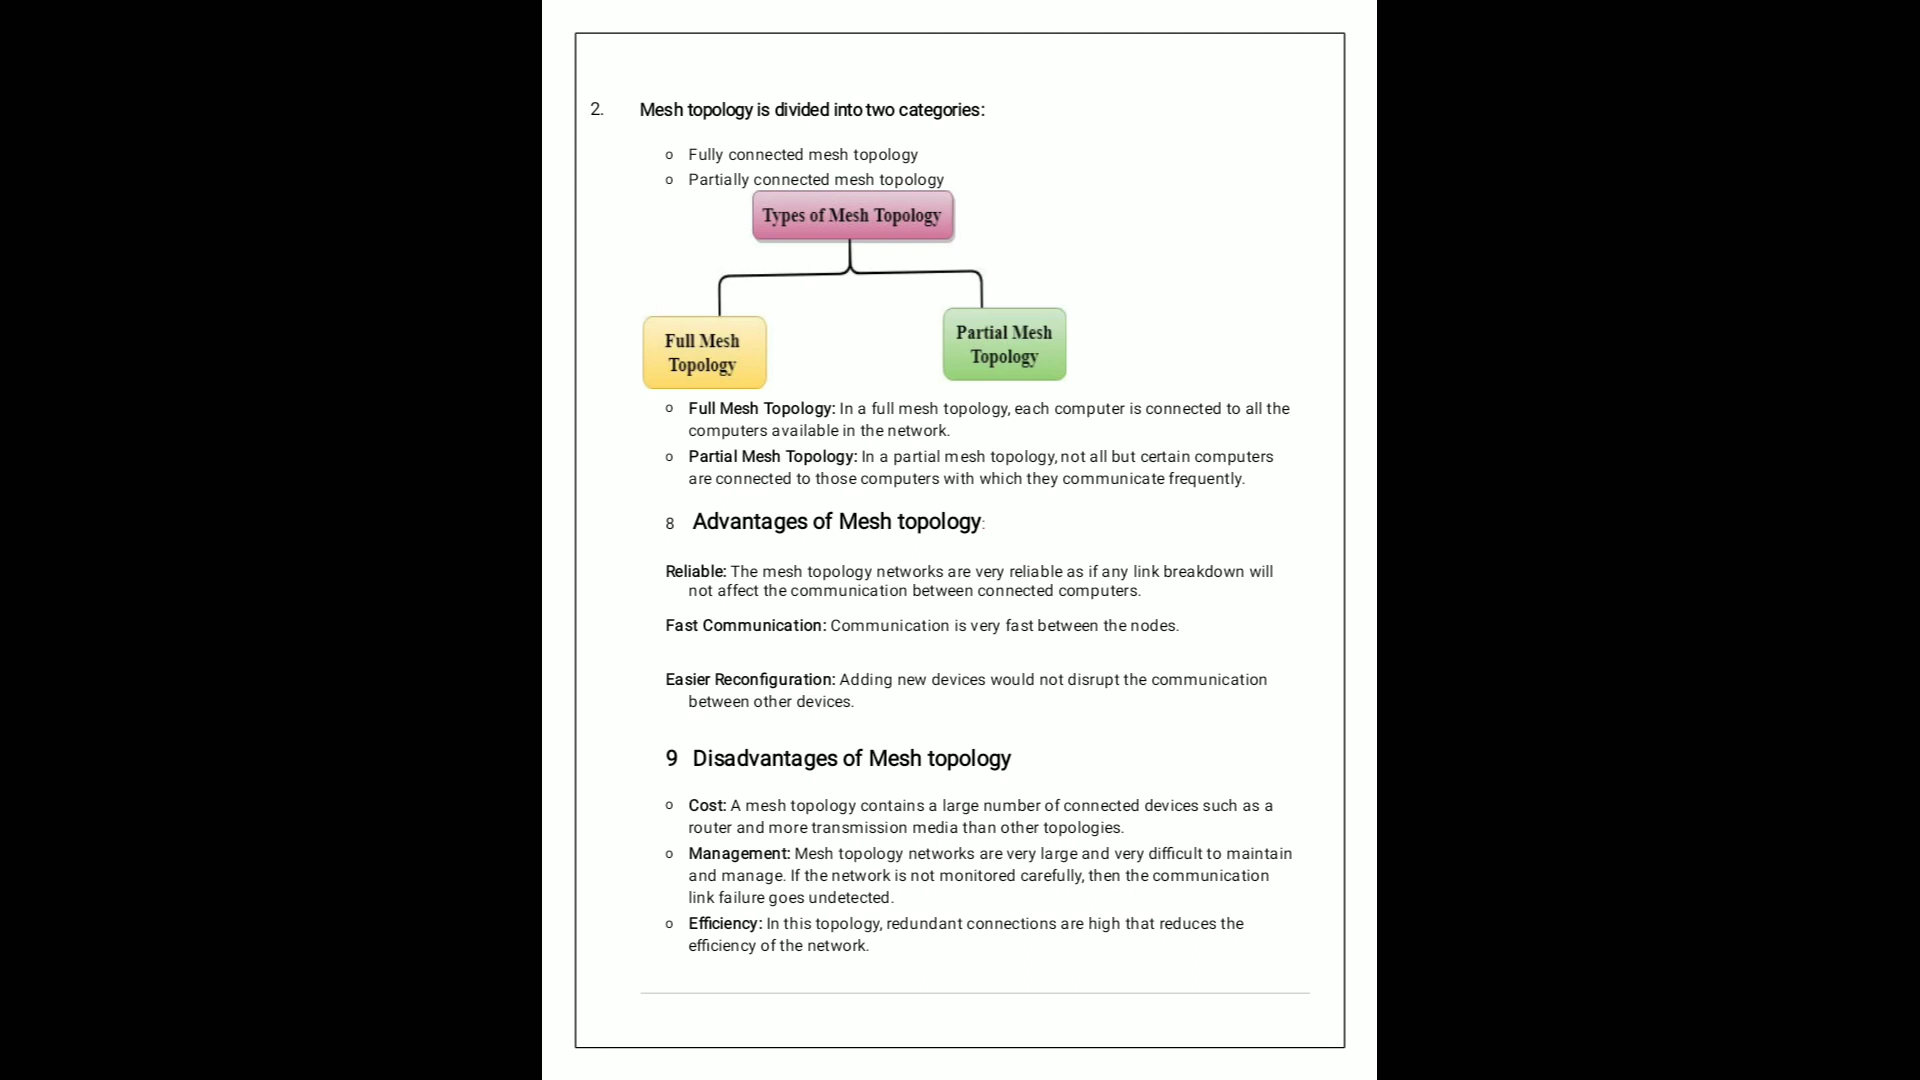 2. Mesh topology is divided into two categories:
o Fully connected mesh topology
o Partially connected mesh topology
Types of Mesh Topology
Full Mesh
Topology
Partial Mesh
Topology
o Full Mesh Topology: In a full mesh topology, each computer is connected to all the
computers available in the network.
o Partial Mesh Topology: In a partial mesh topology, not all but certain computers
are connected to those computers with which they communicate frequently.
8 Advantages of Mesh topology:
Reliable: The mesh topology networks are very reliable as if any link breakdown will
not affect the communication between connected computers.
Fast Communication: Communication is very fast between the nodes.
Easier Reconfiguration: Adding new devices would not disrupt the communication
between other devices.
9 Disadvantages of Mesh topology
o Cost: A mesh topology contains a large number of connected devices such as a
router and more transmission media than other topologies.
o Management: Mesh topology networks are very large and very difficult to maintain
and manage. If the network is not monitored carefully, then the communication
link failure goes undetected.
o Efficiency: In this topology, redundant connections are high that reduces the
efficiency of the network.